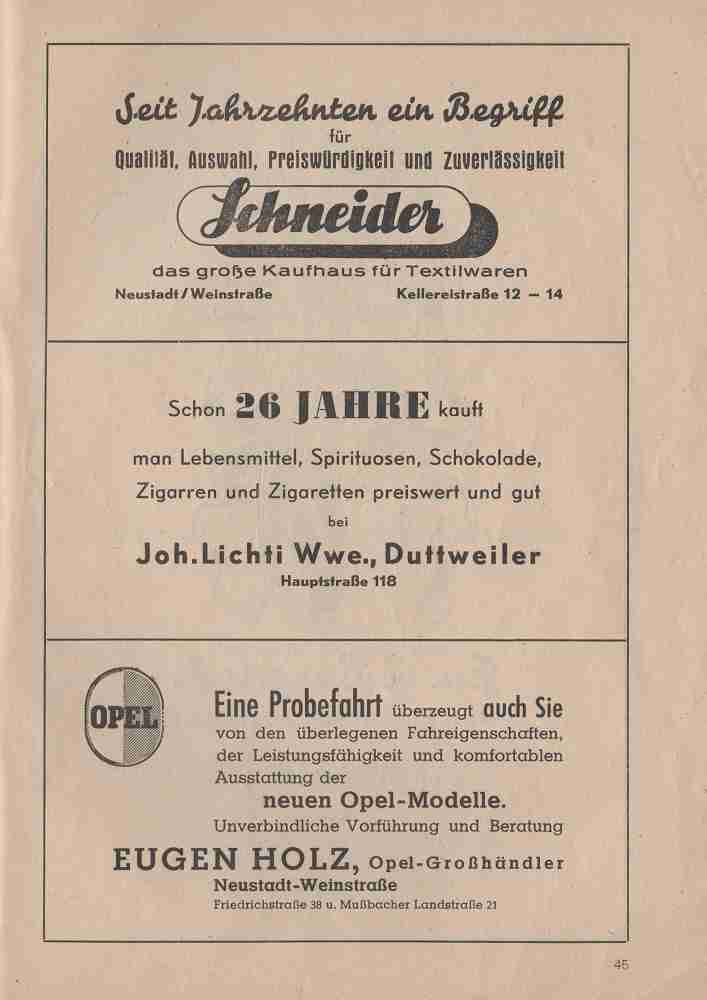 Seit Jahrzehnten ein Begriff
für
Qualität, Auswahl, Preiswürdigkeit und Zuverlässigkeit
Schneider
das große Kaufhaus für Textilwaren
Neustadt/Weinstraße Kellereistraße 12 – 14
Schon 26 JAHRE kauft
man Lebensmittel, Spirituosen, Schokolade,
Zigarren und Zigaretten preiswert und gut
bei
Joh.Lichti Wwe., Duttweiler
Hauptstraße 118
OPEL
Eine Probefahrt überzeugt auch Sie
von den überlegenen Fahreigenschaften,
der Leistungsfähigkeit und komfortablen
Ausstattung der
neuen Opel-Modelle.
Unverbindliche Vorführung und Beratung
EUGEN HOLZ, Opel-Großhändler
Neustadt-Weinstraße
Friedrichstraße 38 u. Mußbacher Landstraße 21
45